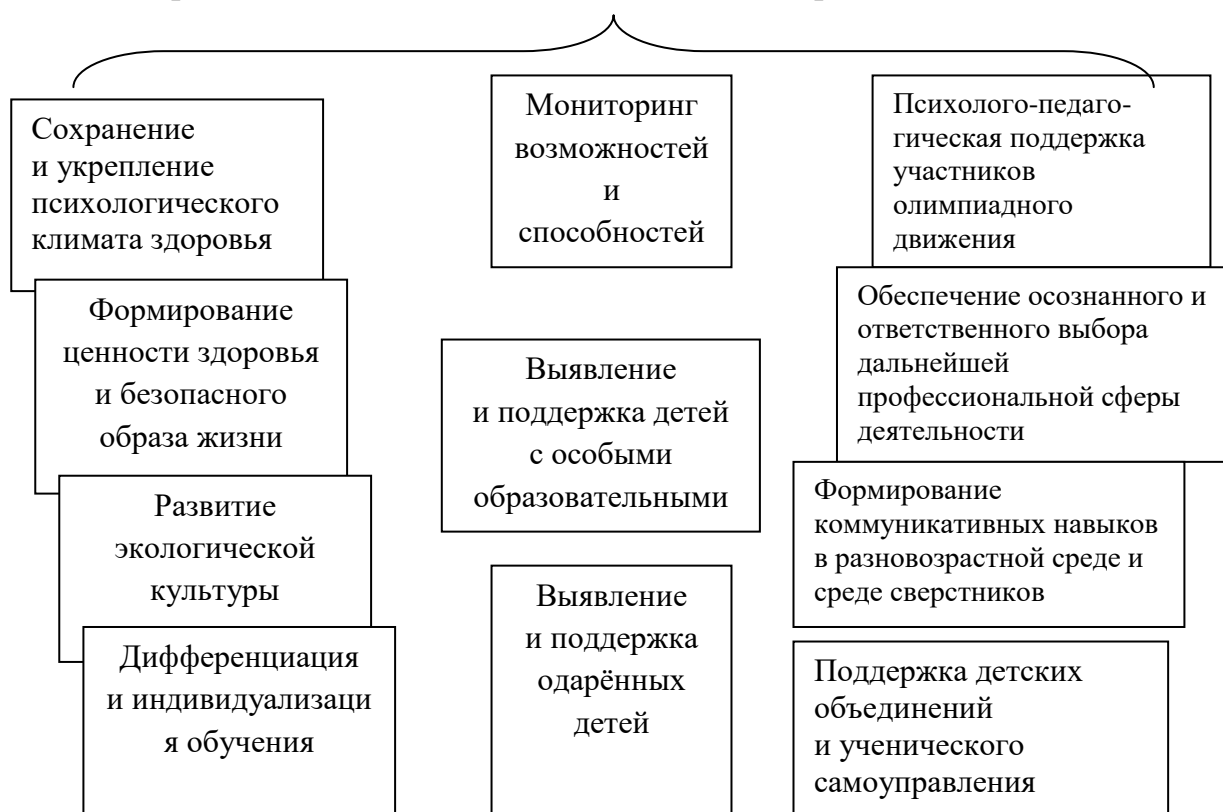 Сохранение
и укрепление
психологического
климата здоровья
Формирование
ценности здоровья
и безопасного
образа жизни
Развитие
экологической
культуры
Дифференциация
и индивидуализаци
я обучения
Мониторинг
возможностей
и
способностей
Выявление
и поддержка детей
с особыми
образовательными
Выявление
и поддержка
одарённых
детей
Психолого-педаго-
гическая поддержка
участников
олимпиадного
движения
Обеспечение осознанного и
ответственного выбора
дальнейшей
профессиональной сферы
деятельности
Формирование
коммуникативных навыков
в разновозрастной среде и
среде сверстников
Поддержка детских
объединений
и ученического
самоуправления